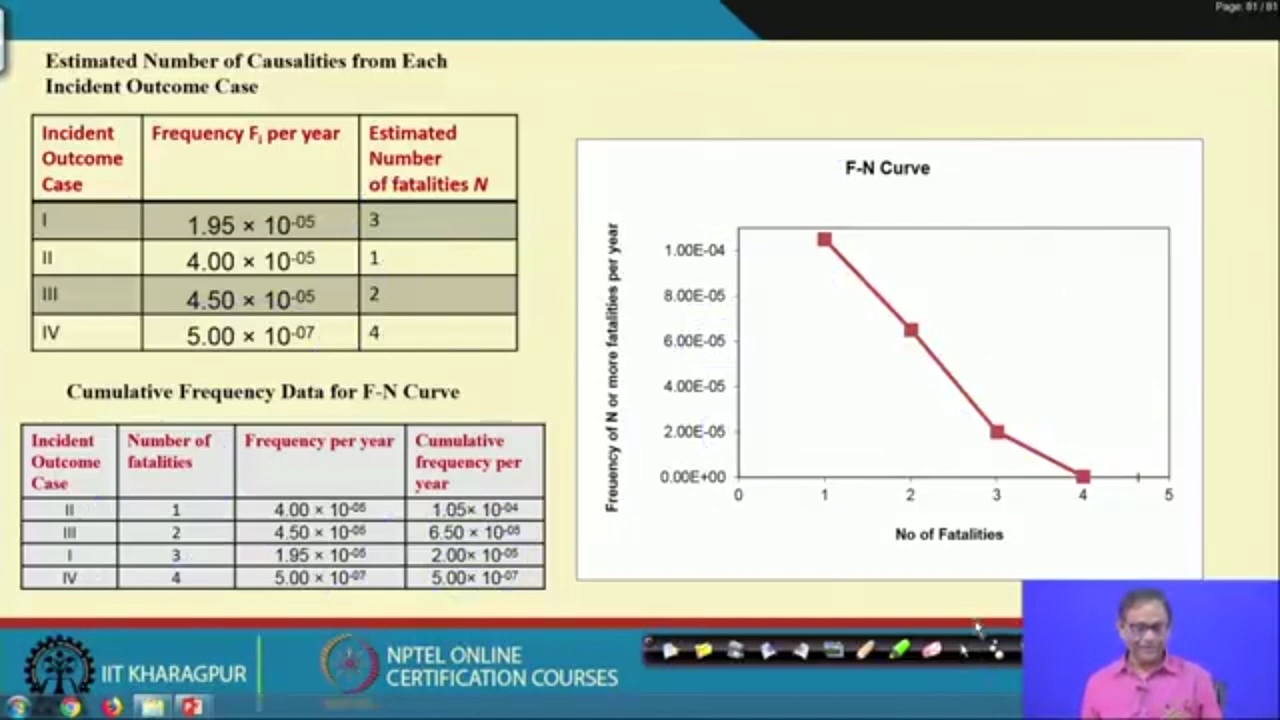 Page: 81 / 81
Estimated Number of Causalities from Each
Incident Outcome Case
Incident Outcome Case Frequency Fi per year Estimated Number of fatalities N
I 1.95 × 10-05 3
II 4.00 × 10-05 1
III 4.50 × 10-05 2
IV 5.00 × 10-07 4
Cumulative Frequency Data for F-N Curve
Incident Outcome Case Number of fatalities Frequency per year Cumulative frequency per year
II 1 4.00 × 10-05 1.05× 10-04
III 2 4.50 × 10-05 6.50 × 10-05
I 3 1.95 × 10-05 2.00× 10-05
IV 4 5.00 × 10-07 5.00× 10-07
F-N Curve
Freuency of N or more fatalities per year
1.00E-04
8.00E-05
6.00E-05
4.00E-05
2.00E-05
0.00E+00
0 1 2 3 4 5
No of Fatalities
IIT KHARAGPUR
NPTEL ONLINE
CERTIFICATION COURSES